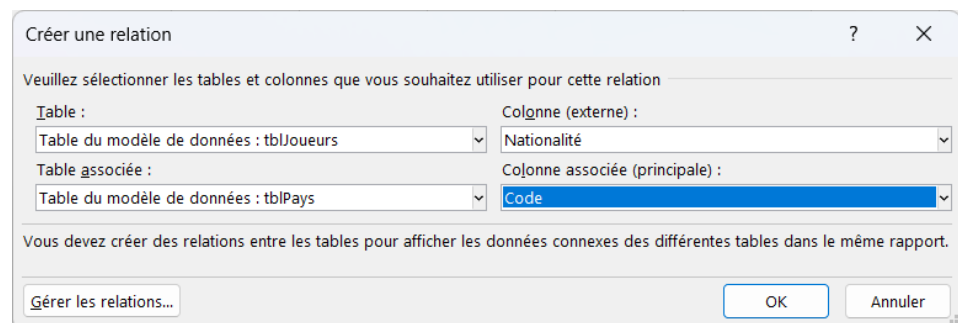 Créer une relation ?
Veuillez sélectionner les tables et colonnes que vous souhaitez utiliser pour cette relation
Table : Colonne (externe) :
Table du modèle de données : tblJoueurs Nationalité
Table associée : Colonne associée (principale) :
Table du modèle de données : tblPays Code
Vous devez créer des relations entre les tables pour afficher les données connexes des différentes tables dans le même rapport.
Gérer les relations... OK Annuler